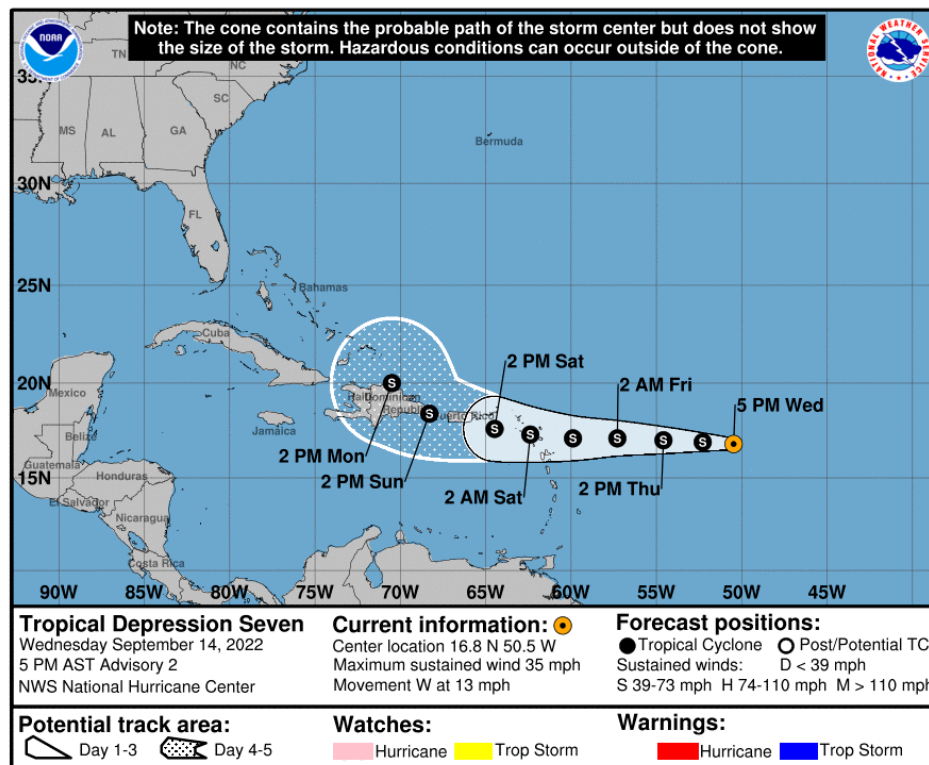 Note: The cone contains the probable path of the storm center but does not show
the size of the storm. Hazardous conditions can occur outside of the cone.
NOAA
NATIONAL WEATHER SERVICE
TN
NC
35
SC
MS
AL
GA
Bermuda
30N
FL
25N
Bahamas
Cuba
2 PM Sat
20N
2 AM Fri
Mexico
Dominican
5 PM Wed
Puerto Rico
Jamaica
Belize
2 PM Mon
2 PM Sun
2 AM Sat
2 PM Thu
S S S S S S S S
Guatemala
15N
Honduras
El Salvador
Nicaragua
Costa Rica
90W 85W 80W 75W 70W 65W 60W 55W 50W 45W
Tropical Depression Seven
Wednesday September 14, 2022
5 PM AST Advisory 2
NWS National Hurricane Center
Current information:
Center location 16.8 N 50.5 W
Maximum sustained wind 35 mph
Movement W at 13 mph
Forecast positions:
Tropical Cyclone Post/Potential TC
Sustained winds: D < 39 mph
S 39-73 mph H 74-110 mph M > 110 mph
Potential track area:
Day 1-3 Day 4-5
Watches:
Hurricane Trop Storm
Warnings:
Hurricane Trop Storm